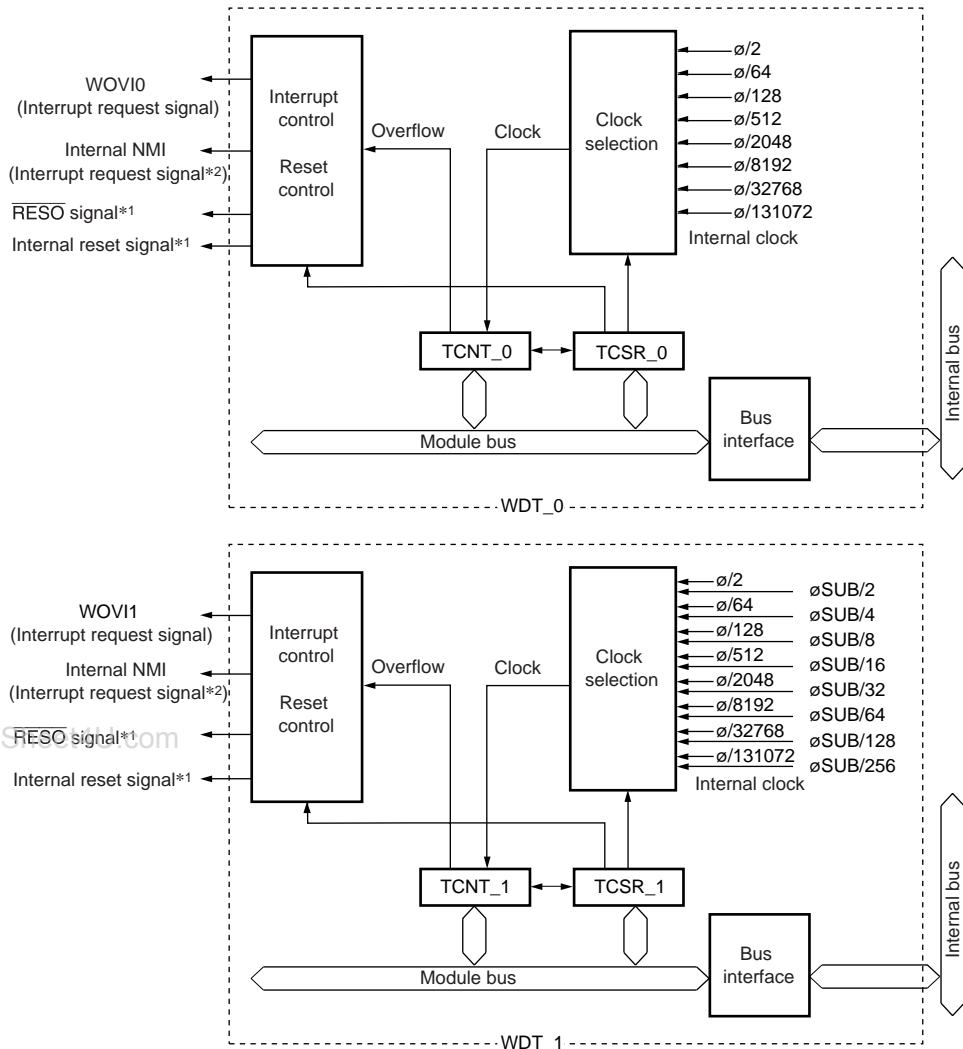 WOVI0
(Interrupt request signal)
Internal NMI
(Interrupt request signal*2)
RESO signal*1
Internal reset signal*1
Interrupt
control
Reset
control
Overflow
Clock
Clock
selection
ø/2
ø/64
ø/128
ø/512
ø/2048
ø/8192
ø/32768
ø/131072
Internal clock
TCNT_0
TCSR_0
Module bus
Bus
interface
Internal bus
WDT_0
WOVI1
(Interrupt request signal)
Internal NMI
(Interrupt request signal*2)
RESO signal*1
Internal reset signal*1
Interrupt
control
Reset
control
Overflow
Clock
Clock
selection
ø/2
øSUB/2
ø/64
øSUB/4
ø/128
øSUB/8
ø/512
øSUB/16
ø/2048
øSUB/32
ø/8192
øSUB/64
ø/32768
øSUB/128
ø/131072
øSUB/256
Internal clock
TCNT_1
TCSR_1
Module bus
Bus
interface
Internal bus
WDT_1